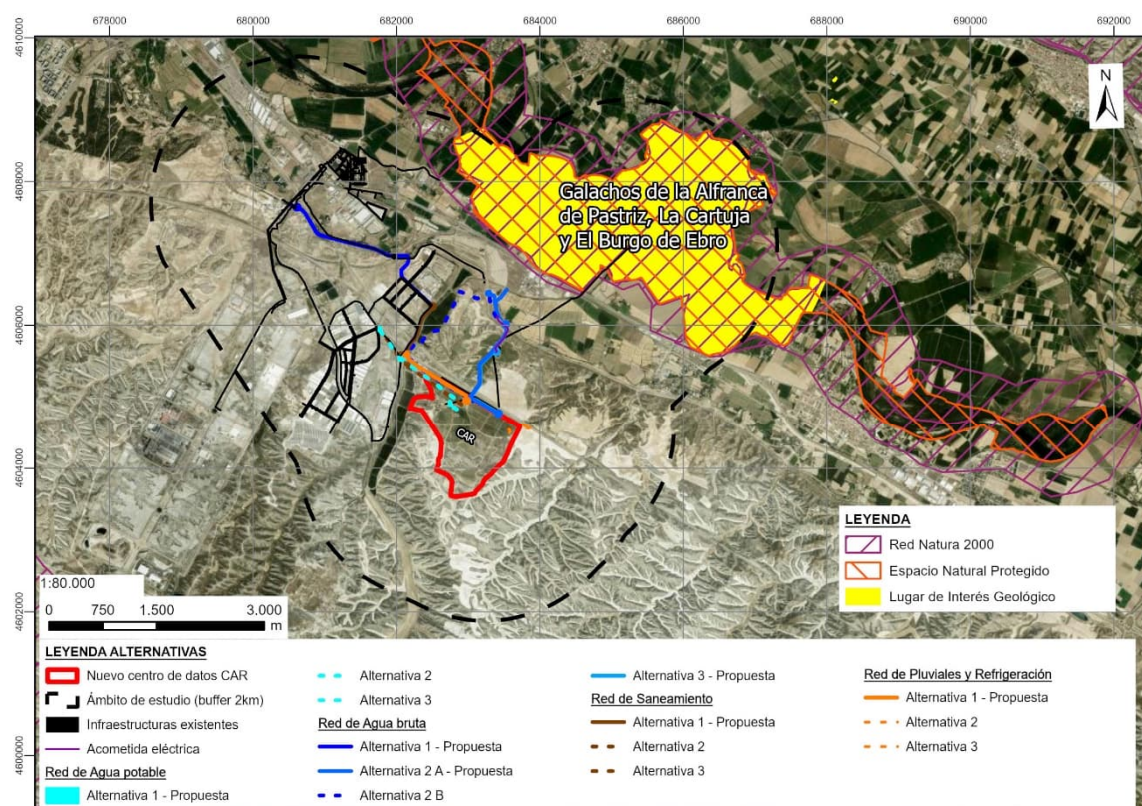 678000 680000 682000 684000 686000 688000 690000 692000
4610000
N
4608000
Galachos de la Alfranca
de Pastriz, La Cartuja
y El Burgo de Ebro
4606000
CAR
4604000
LEYENDA
Red Natura 2000
Espacio Natural Protegido
Lugar de Interés Geológico
1:80.000
0 750 1.500 3.000
m
4602000
LEYENDA ALTERNATIVAS
Nuevo centro de datos CAR
Ámbito de estudio (buffer 2km)
Infraestructuras existentes
Acometida eléctrica
Red de Agua potable
Alternativa 1 - Propuesta
Alternativa 2
Alternativa 3
Red de Agua bruta
Alternativa 1 - Propuesta
Alternativa 2 A - Propuesta
Alternativa 2 B
Alternativa 3 - Propuesta
Red de Saneamiento
Alternativa 1 - Propuesta
Alternativa 2
Alternativa 3
Red de Pluviales y Refrigeración
Alternativa 1 - Propuesta
Alternativa 2
Alternativa 3
4600000